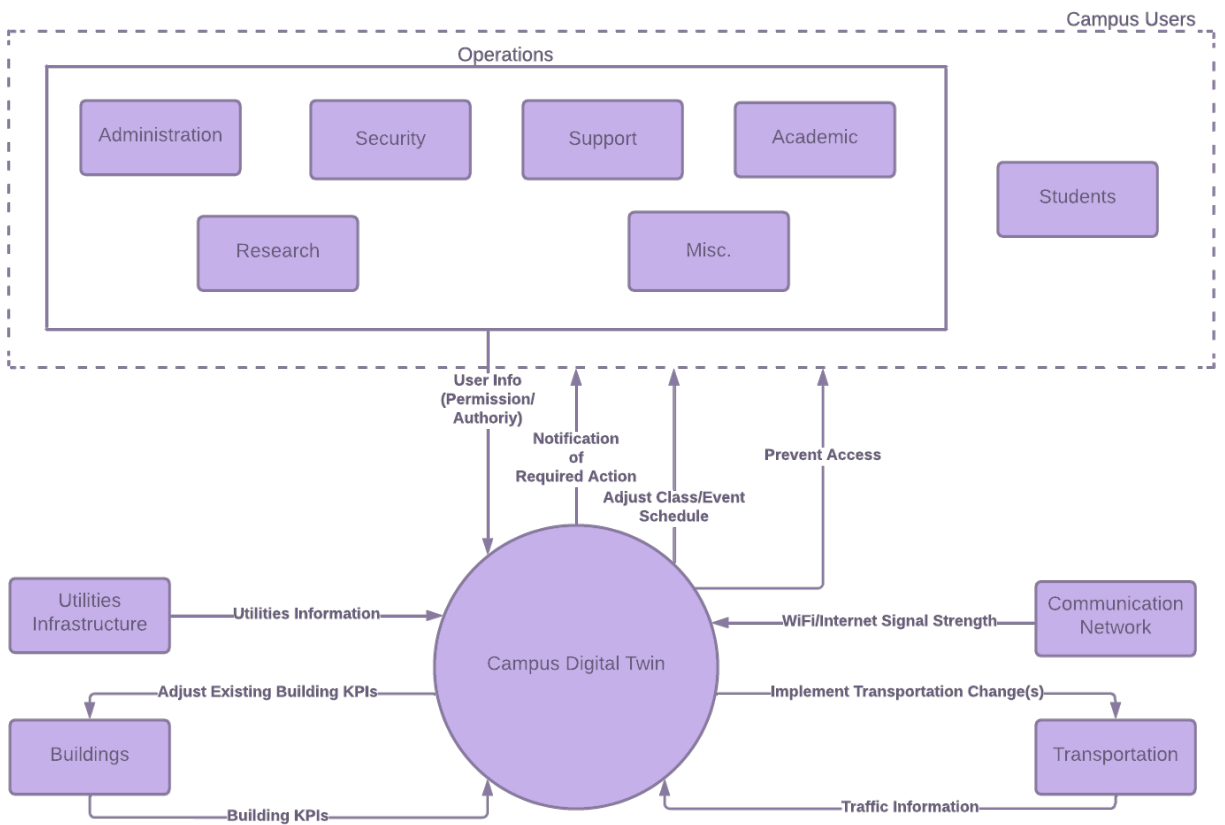 Campus Users
Operations
Administration
Security
Support
Academic
Students
Research
Misc.
User Info
(Permission/
Authoriy)
Notification
of
Required Action
Adjust Class/Event
Schedule
Prevent Access
Utilities
Infrastructure
Utilities Information
Communication
Network
WiFi/Internet Signal Strength
Campus Digital Twin
Adjust Existing Building KPIs
Implement Transportation Change(s)
Buildings
Transportation
Building KPIs
Traffic Information